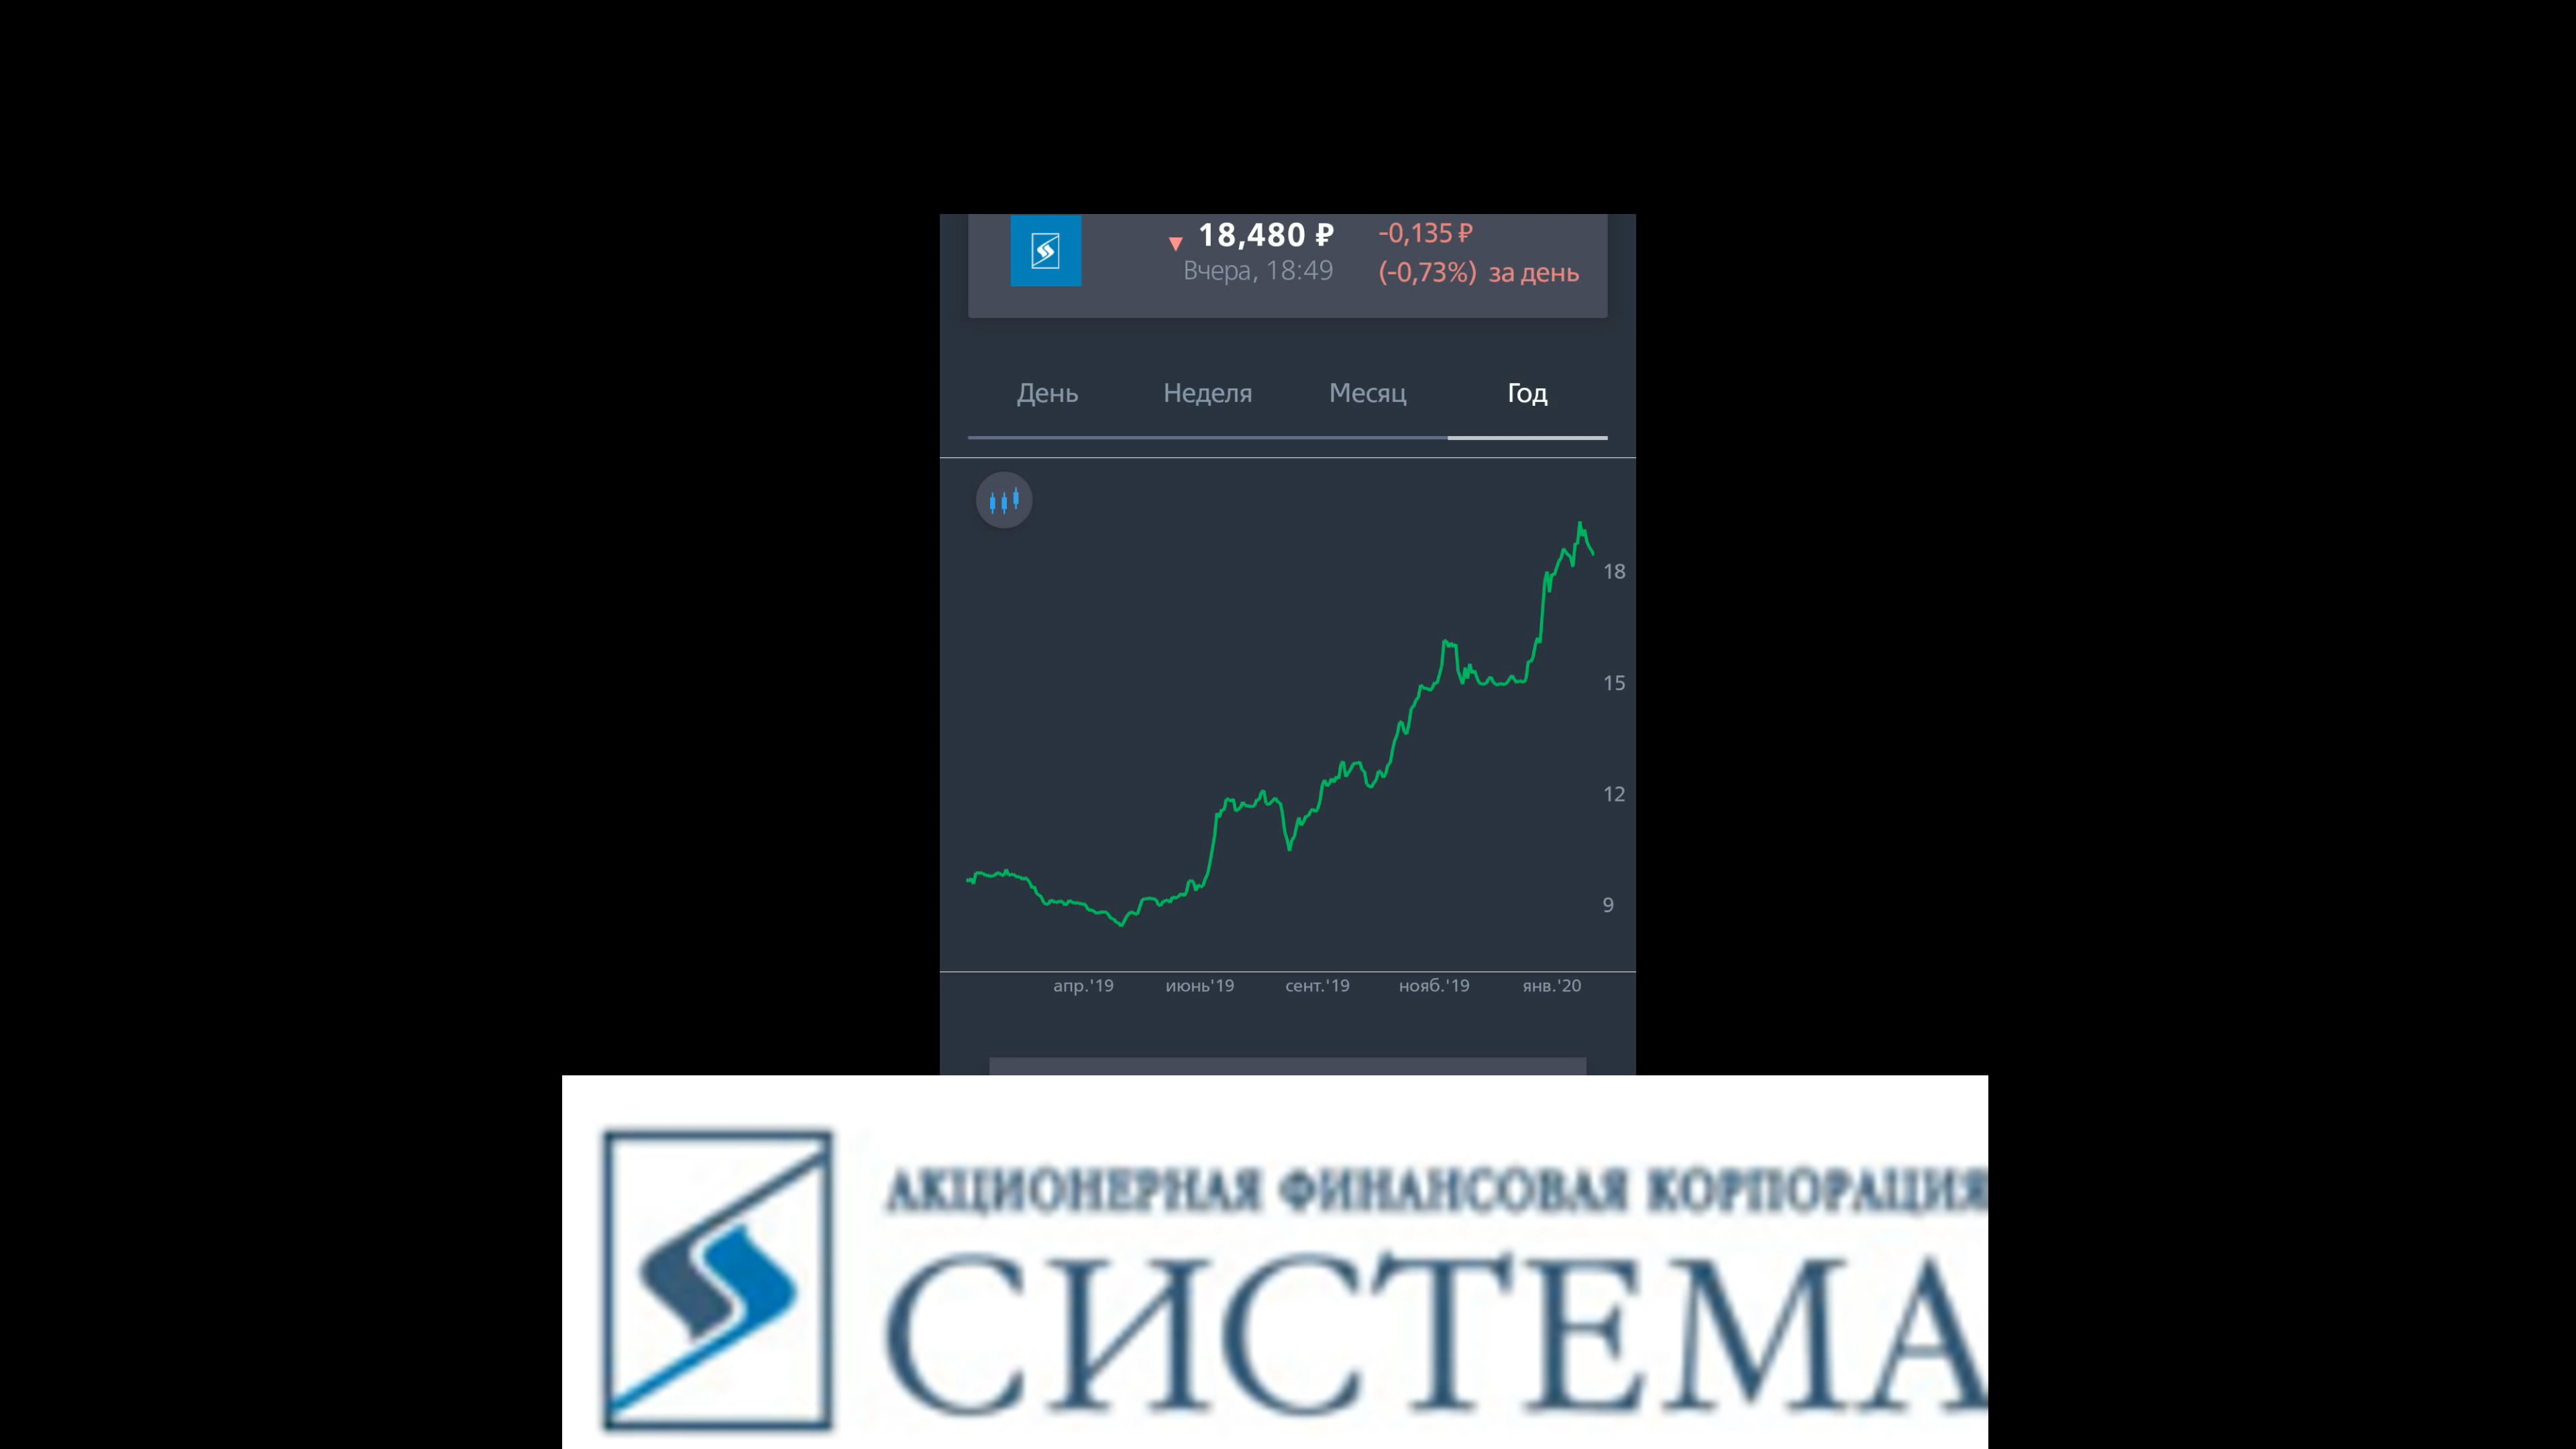 18,480 ₽
-0,135 ₽
Вчера, 18:49
(-0,73%) за день
День Неделя Месяц Год
18
15
12
9
апр.'19 июнь'19 сент.'19 нояб.'19 янв.'20
АКЦИОНЕРНАЯ ФИНАНСОВАЯ КОРПОРАЦИЯ
СИСТЕМА